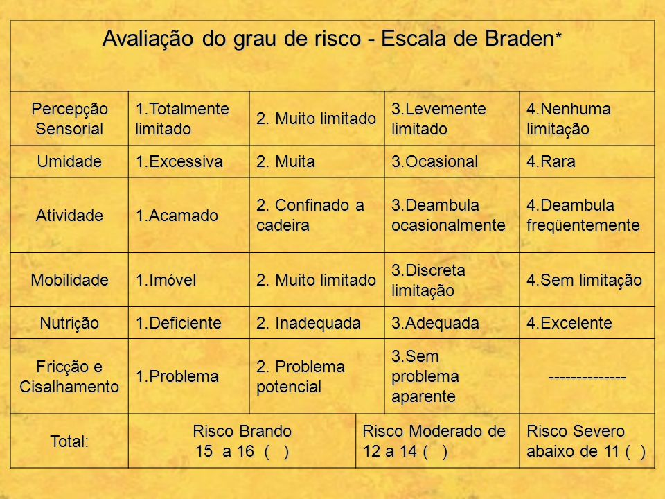 Avaliação do grau de risco - Escala de Braden*
Percepção
Sensorial
1.Totalmente
limitado
2. Muito limitado
3.Levemente
limitado
4.Nenhuma
limitação
Umidade
1.Excessiva
2. Muita
3.Ocasional
4.Rara
Atividade
1.Acamado
2. Confinado a
cadeira
3.Deambula
ocasionalmente
4.Deambula
freqüentemente
Mobilidade
1.Imóvel
2. Muito limitado
3.Discreta
limitação
4.Sem limitação
Nutrição
1.Deficiente
2. Inadequada
3.Adequada
4.Excelente
Fricção e
Cisalhamento
1.Problema
2. Problema
potencial
3.Sem
problema
aparente
--------------
Total:
Risco Brando
15 a 16 ( )
Risco Moderado de
12 a 14 ( )
Risco Severo
abaixo de 11 ( )